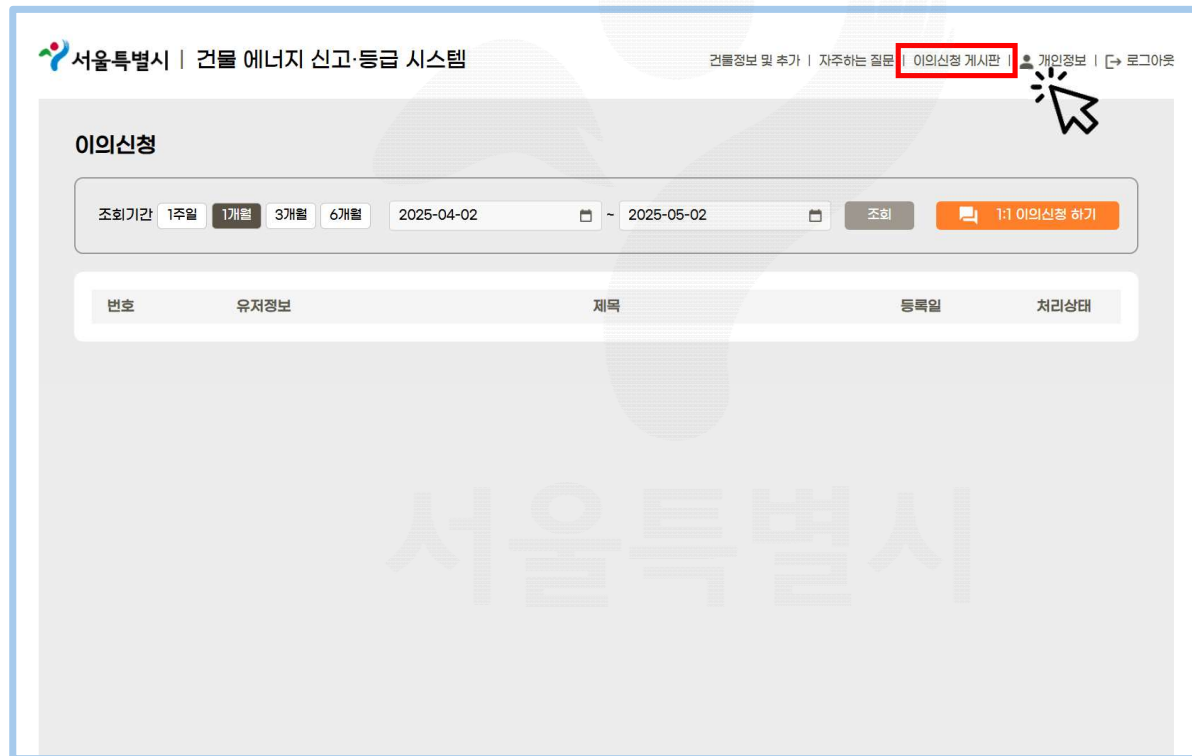 서울특별시 | 건물 에너지 신고·등급 시스템
건물정보 및 추가 | 자주하는 질문 | 이의신청 게시판 | 개인정보 | 로그아웃
이의신청
조회기간 1주일 1개월 3개월 6개월 2025-04-02 ~ 2025-05-02 조회 1:1 이의신청 하기
번호 유저정보 제목 등록일 처리상태
서울특별시